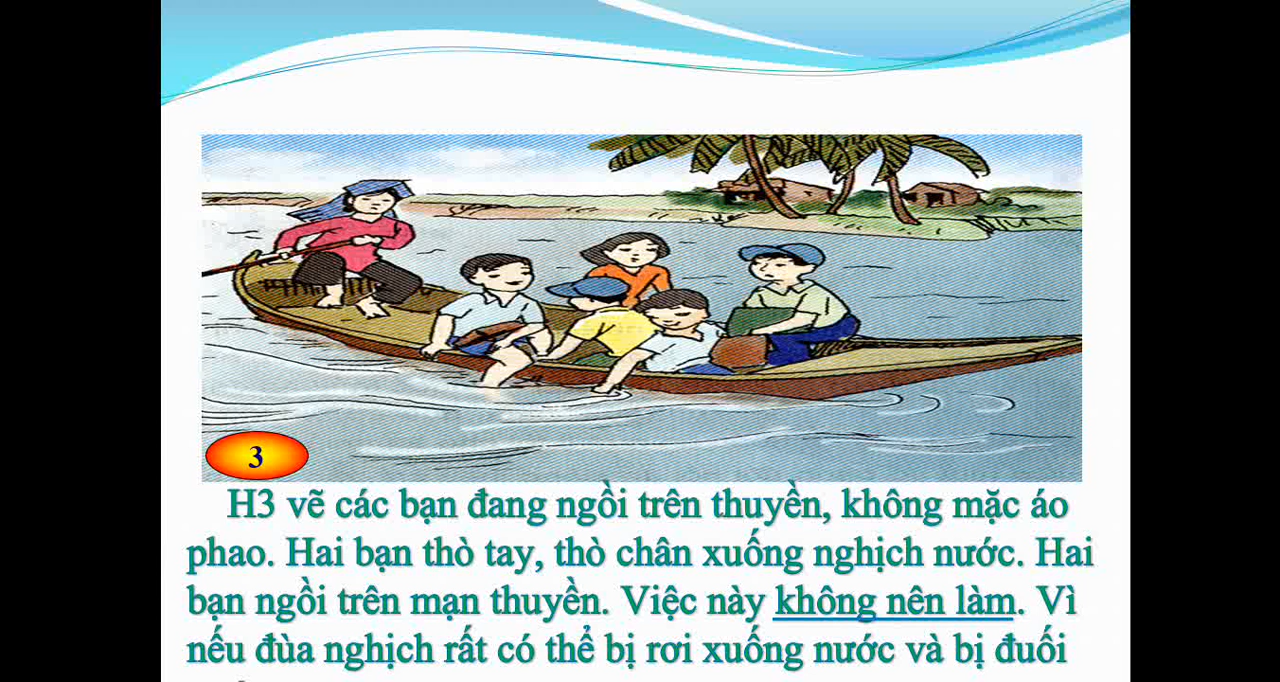 3
H3 vẽ các bạn đang ngồi trên thuyền, không mặc áo
phao. Hai bạn thò tay, thò chân xuống nghịch nước. Hai
bạn ngồi trên mạn thuyền. Việc này không nên làm. Vì
nếu đùa nghịch rất có thể bị rơi xuống nước và bị đuối